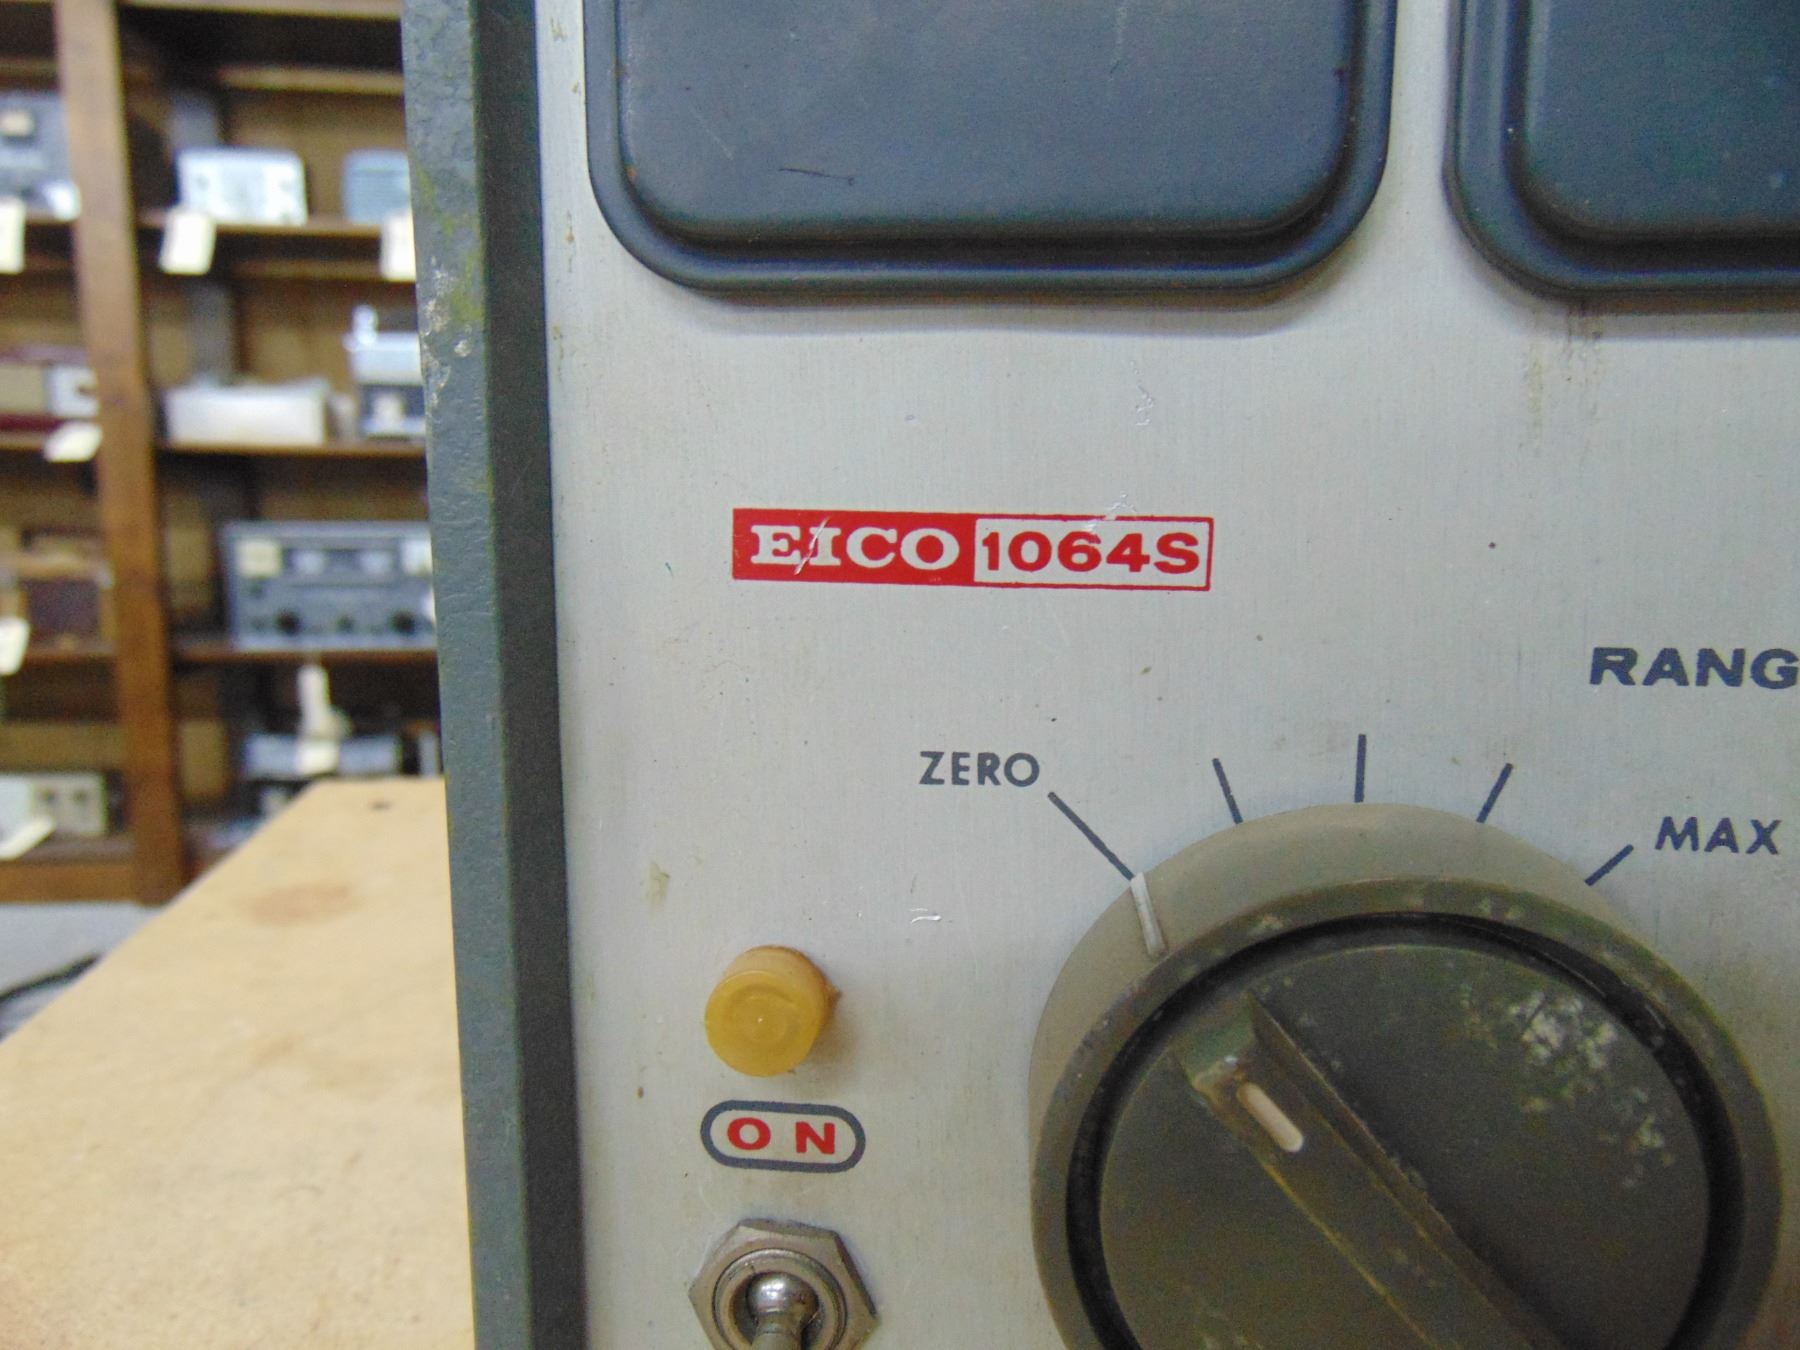 EICO 1064S
RANG
ZERO
MAX
ON